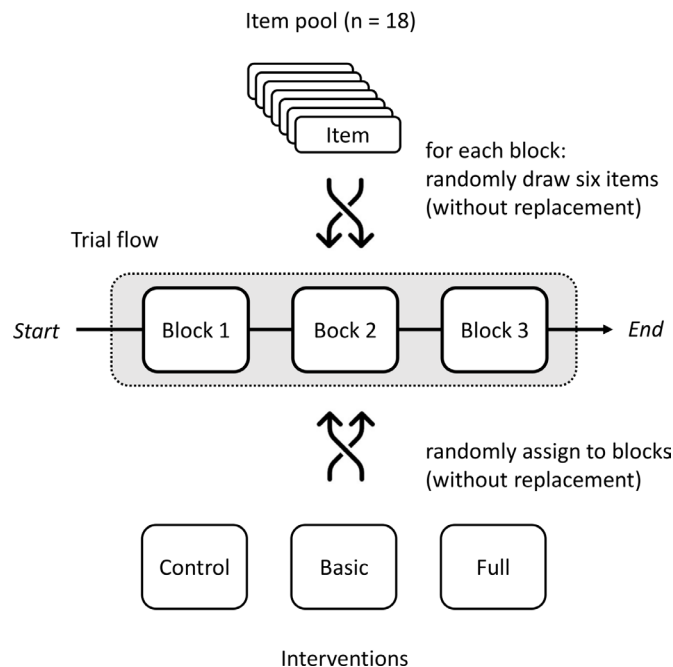 Item pool (n = 18)
Item
for each block:
randomly draw six items
(without replacement)
Trial flow
Start
Block 1
Bock 2
Block 3
End
randomly assign to blocks
(without replacement)
Control
Basic
Full
Interventions